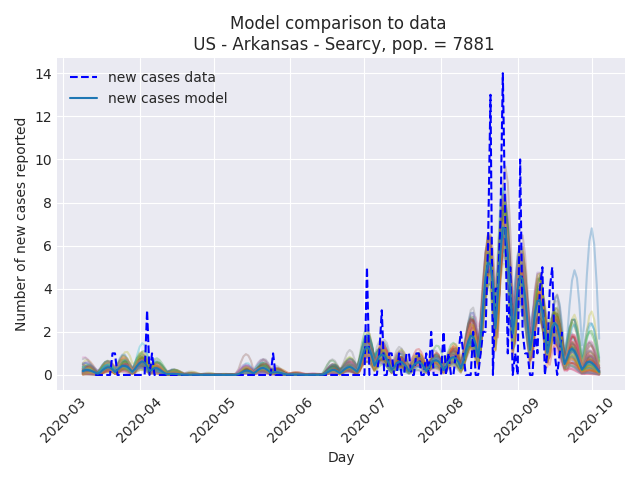 Model comparison to data
US - Arkansas - Searcy, pop. = 7881
new cases data
new cases model
Number of new cases reported
14
12
10
8
6
4
2
0
2020-03
2020-04
2020-05
2020-06
2020-07
2020-08
2020-09
2020-10
Day